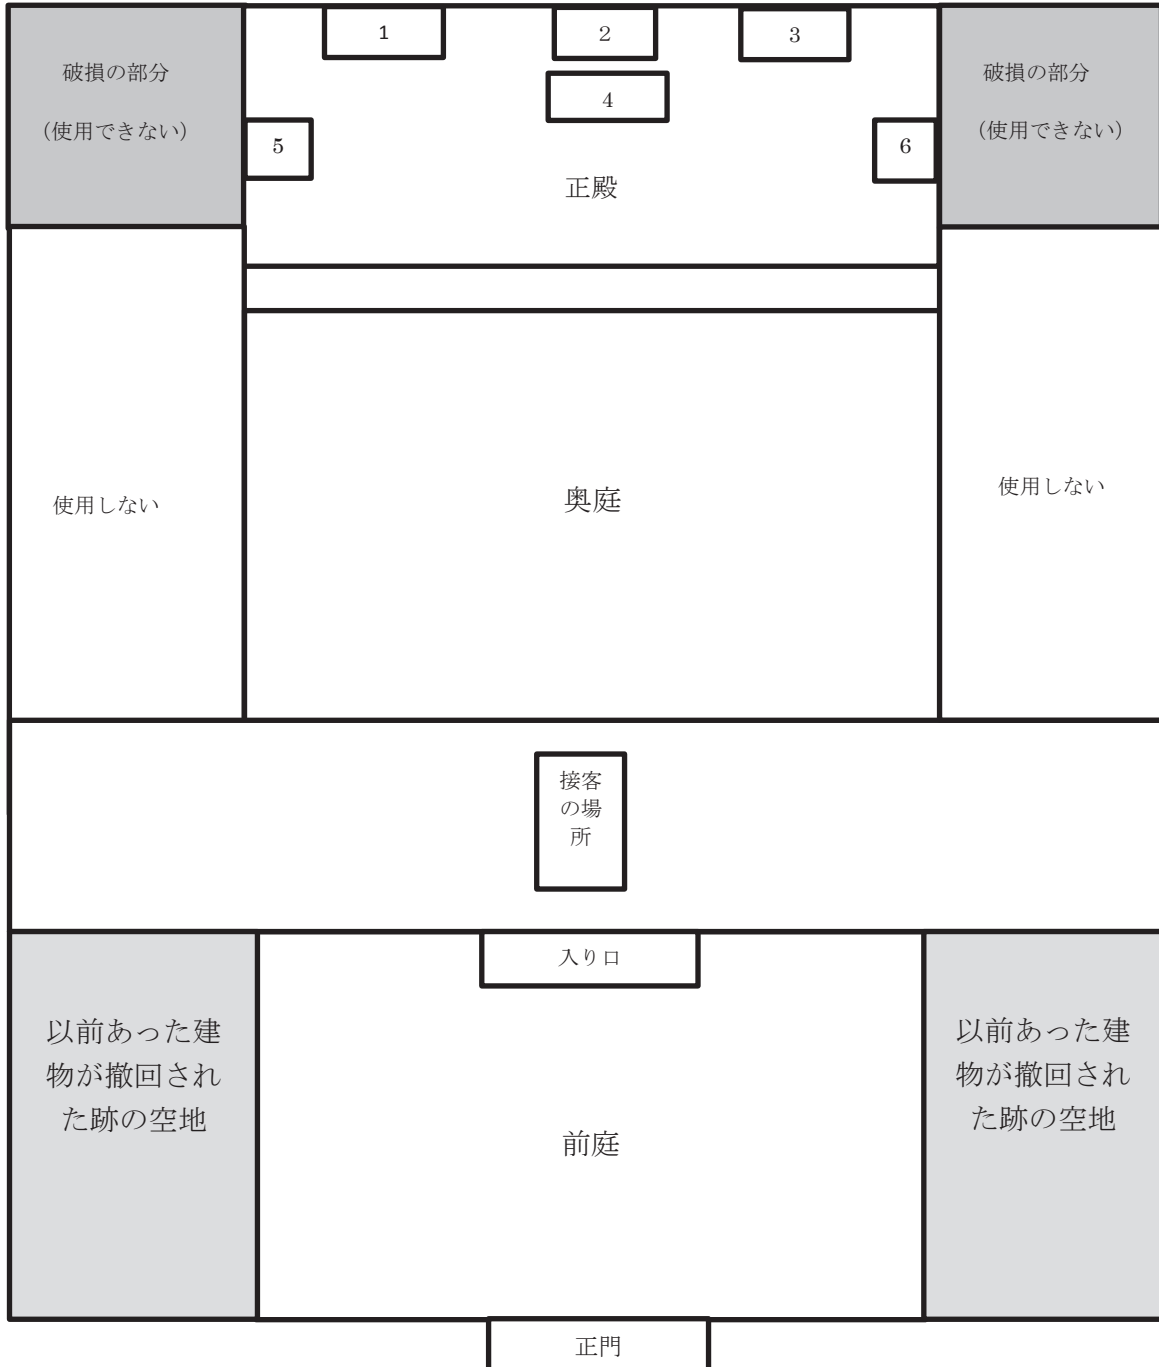 1
2
3
破損の部分
(使用できない)
破損の部分
(使用できない)
4
5
6
正殿
使用しない
奥庭
使用しない
接客
の場
所
入り口
以前あった建
物が撤回され
た跡の空地
以前あった建
物が撤回され
た跡の空地
前庭
正門